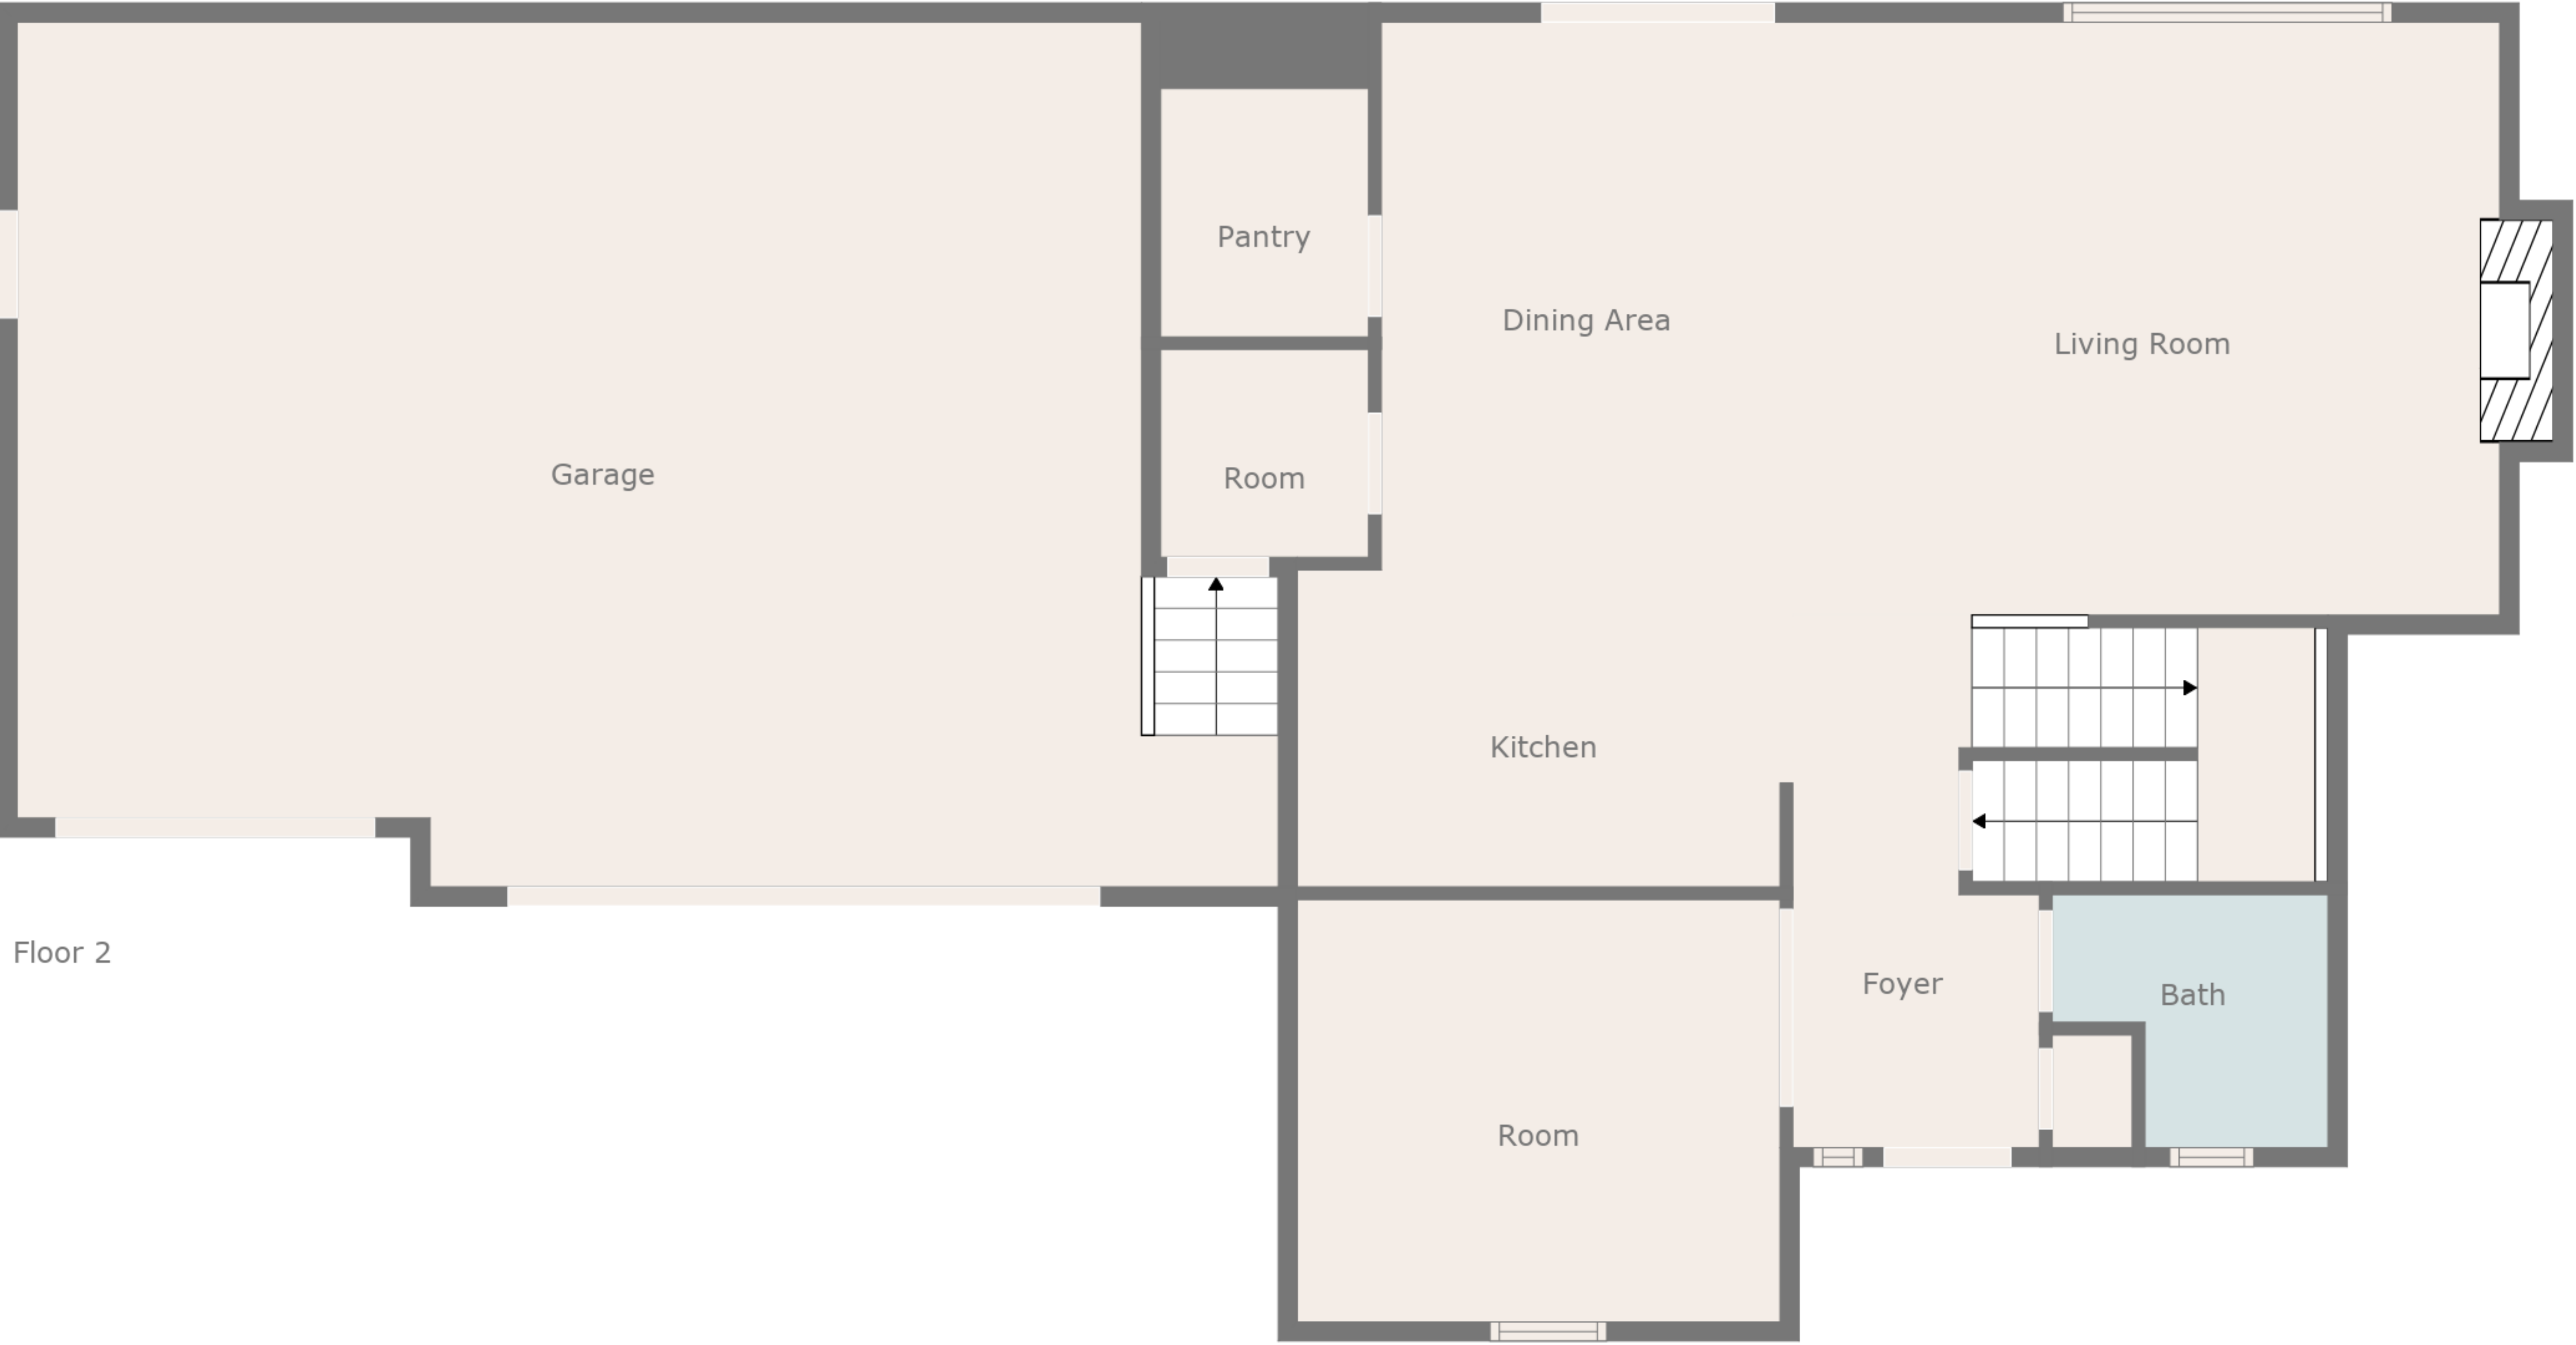 Pantry
Dining Area
Living Room
Garage
Room
Kitchen
Floor 2
Foyer
Bath
Room